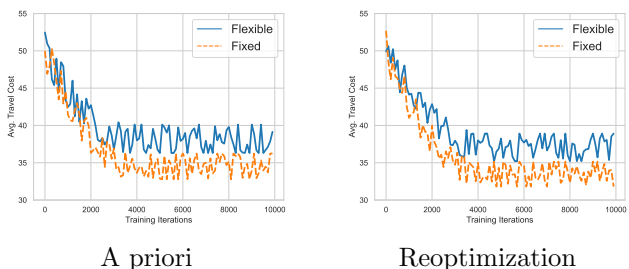 55
50
45
40
35
30
Avg. Travel Cost
Flexible
Fixed
0 2000 4000 6000 8000 10000
Training Iterations
A priori
55
50
45
40
35
30
Avg. Travel Cost
Flexible
Fixed
0 2000 4000 6000 8000 10000
Training Iterations
Reoptimization